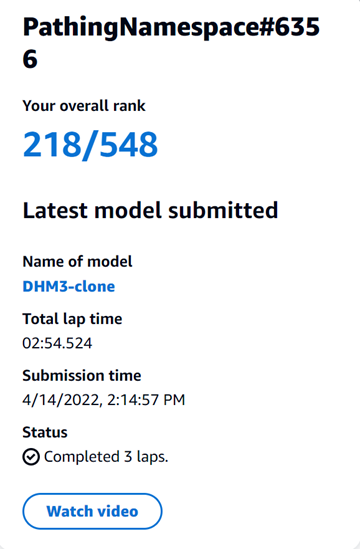 PathingNamespace#635
6
Your overall rank
218/548
Latest model submitted
Name of model
DHM3-clone
Total lap time
02:54.524
Submission time
4/14/2022, 2:14:57 PM
Status
Completed 3 laps.
Watch video